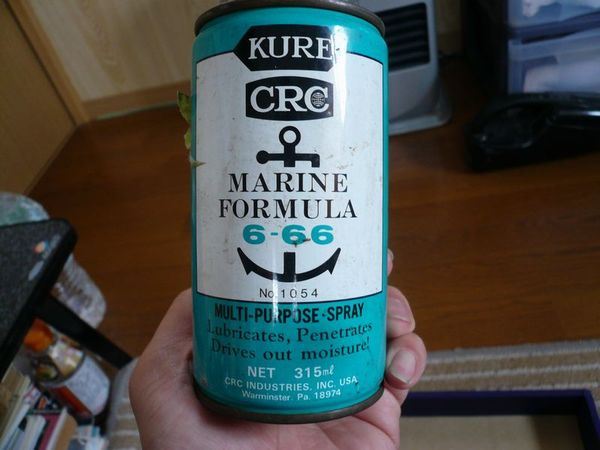 KURE
CRC
MARINE
FORMULA
6-66
No.1054
MULTI-PURPOSE-SPRAY
Lubricates, Penetrates
Drives out moisture!
NET 315ml
CRC INDUSTRIES, INC. USA
Warminster. Pa. 18974